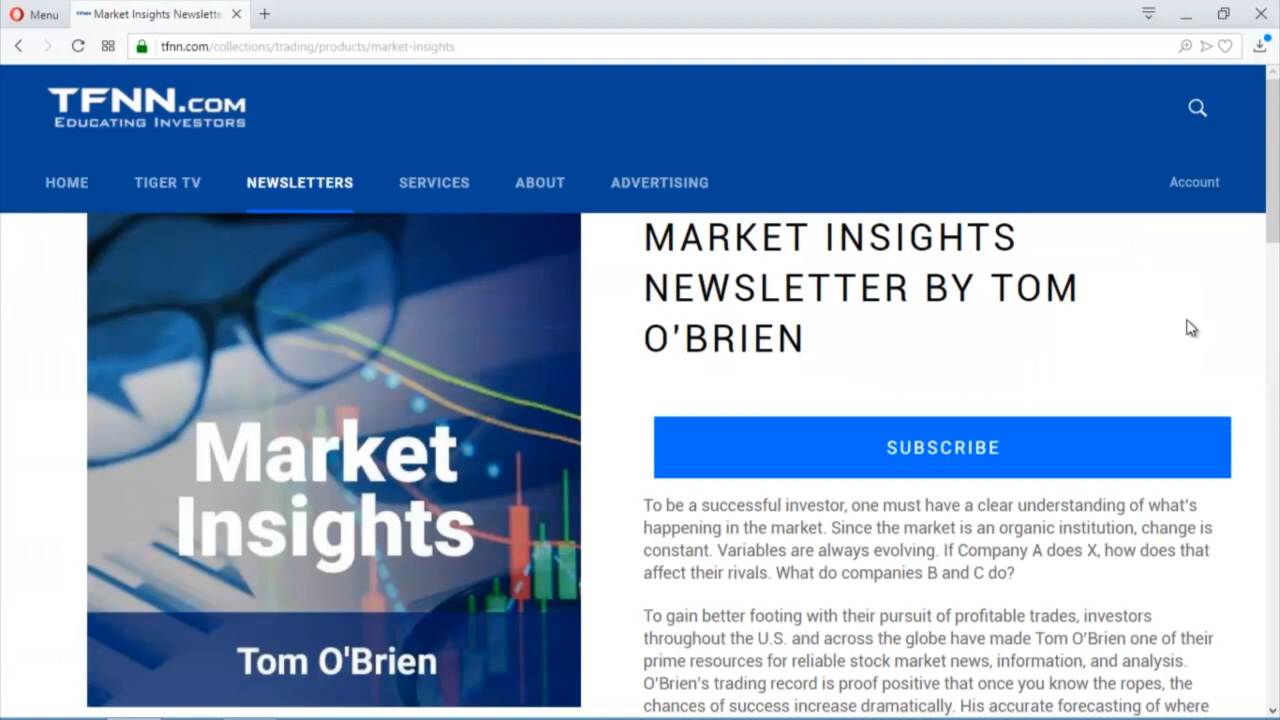 Menu
Market Insights Newslette
tfnn.com/collections/trading/products/market-insights
TFNN.COM
EDUCATING INVESTORS
HOME TIGER TV NEWSLETTERS SERVICES ABOUT ADVERTISING Account
MARKET INSIGHTS
NEWSLETTER BY TOM
O'BRIEN
Market
Insights
Tom O'Brien
SUBSCRIBE
To be a successful investor, one must have a clear understanding of what's
happening in the market. Since the market is an organic institution, change is
constant. Variables are always evolving. If Company A does X, how does that
affect their rivals. What do companies B and C do?
To gain better footing with their pursuit of profitable trades, investors
throughout the U.S. and across the globe have made Tom O'Brien one of their
prime resources for reliable stock market news, information, and analysis.
O'Brien's trading record is proof positive that once you know the ropes, the
chances of success increase dramatically. His accurate forecasting of where